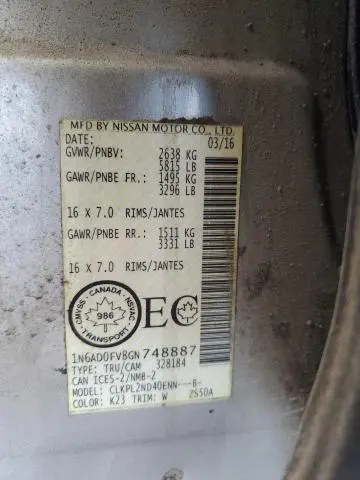 MFD BY NISSAN MOTOR CO., LTD.
DATE: 03/16
GVWR/PNBV: 2638 KG
5815 LB
GAWR/PNBE FR.: 1495 KG
3296 LB
16 x 7.0 RIMS/JANTES
GAWR/PNBE RR.: 1511 KG
3331 LB
16 x 7.0 RIMS/JANTES
CMVSS - CANADA - NSVAC
986
TRANSPORT
EC
1N6AD0FV8GN748887
TYPE: TRU/CAM 328184
CAN ICES-2/NMB-2
MODEL: CLKPL2ND40ENN---B-
COLOR: K23 TRIM: W 2S50A